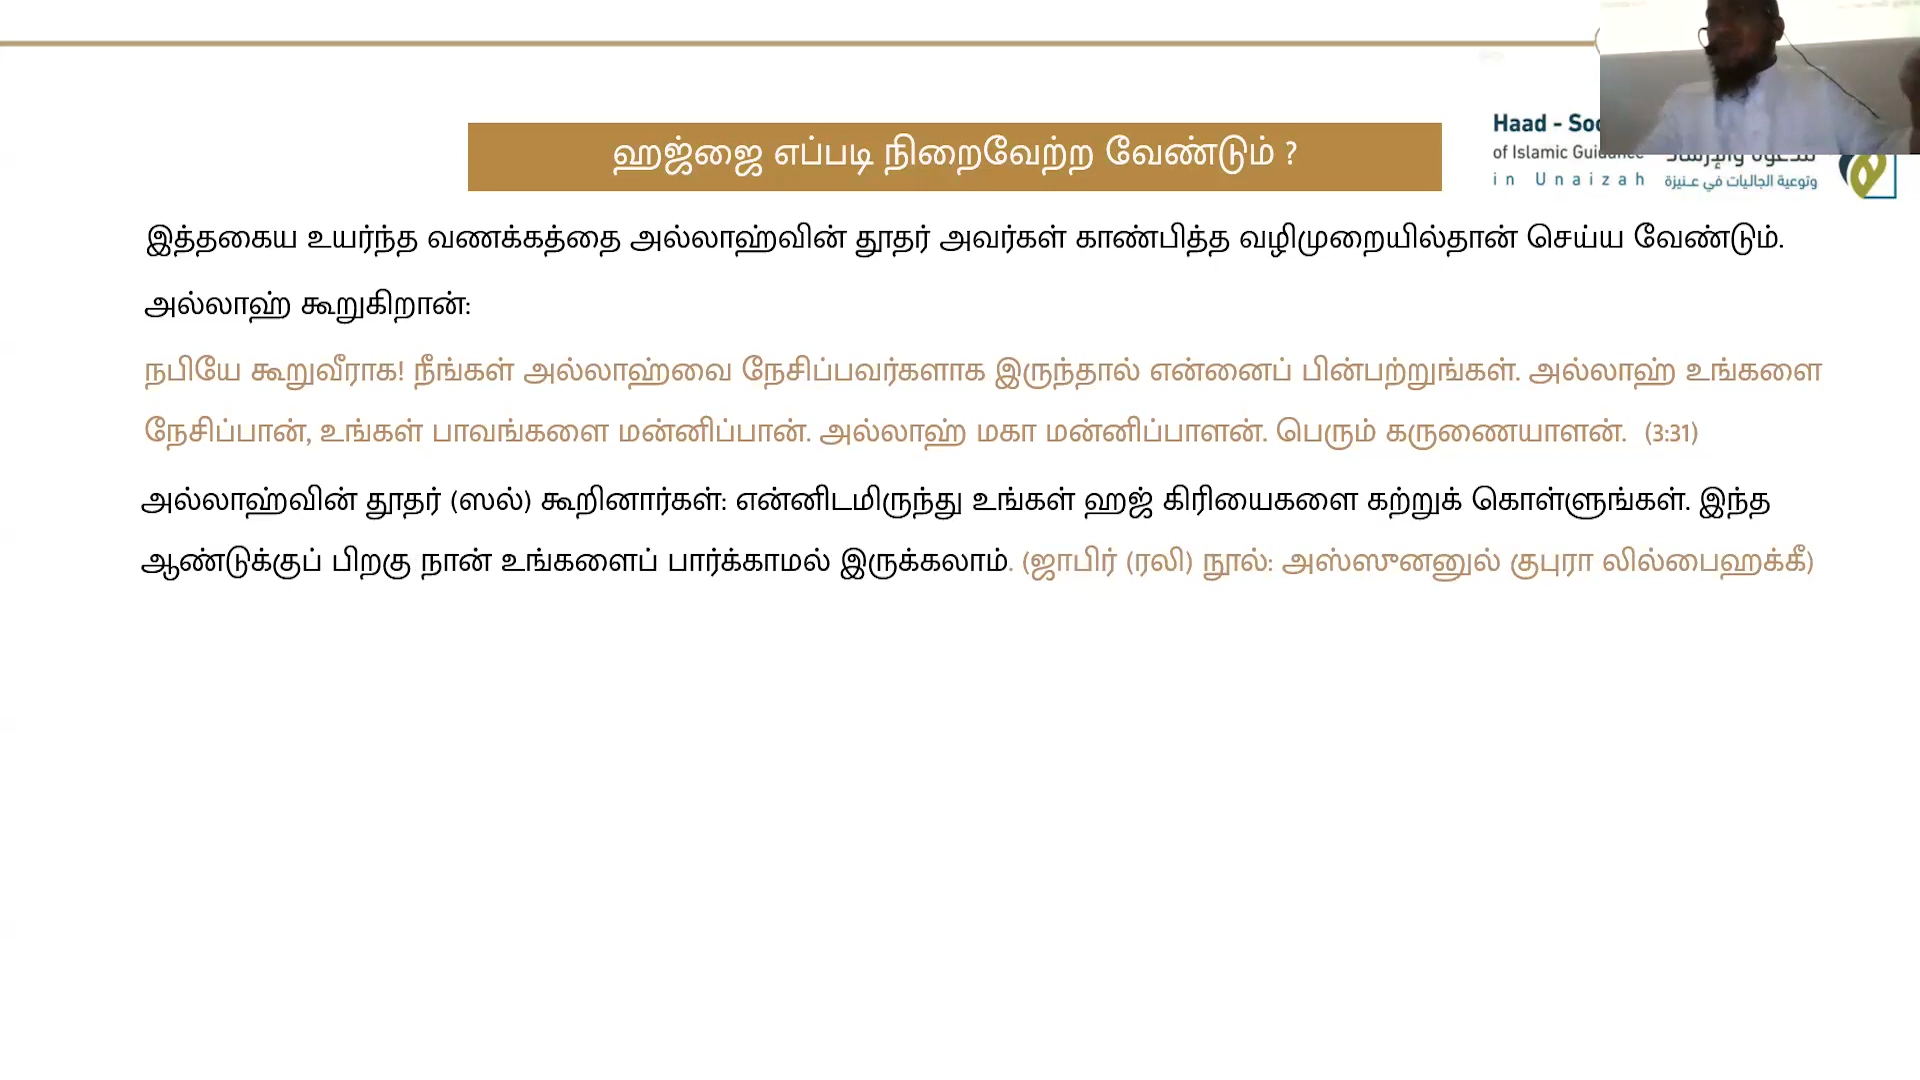 ஹஜ்ஜை எப்படி நிறைவேற்ற வேண்டும் ?
Haad -
of Islamic Guidance
in Unaizah
وتوعية الجاليات في عنيزة
இத்தகைய உயர்ந்த வணக்கத்தை அல்லாஹ்வின் தூதர் அவர்கள் காண்பித்த வழிமுறையில்தான் செய்ய வேண்டும்.
அல்லாஹ் கூறுகிறான்:
நபியே கூறுவீராக! நீங்கள் அல்லாஹ்வை நேசிப்பவர்களாக இருந்தால் என்னைப் பின்பற்றுங்கள். அல்லாஹ் உங்களை
நேசிப்பான், உங்கள் பாவங்களை மன்னிப்பான். அல்லாஹ் மகா மன்னிப்பாளன். பெரும் கருணையாளன். (3:31)
அல்லாஹ்வின் தூதர் (ஸல்) கூறினார்கள்: என்னிடமிருந்து உங்கள் ஹஜ் கிரியைகளை கற்றுக் கொள்ளுங்கள். இந்த
ஆண்டுக்குப் பிறகு நான் உங்களைப் பார்க்காமல் இருக்கலாம். (ஜாபிர் (ரலி) நூல்: அஸ்ஸுனனுல் குபுரா லில்பைஹக்கீ)